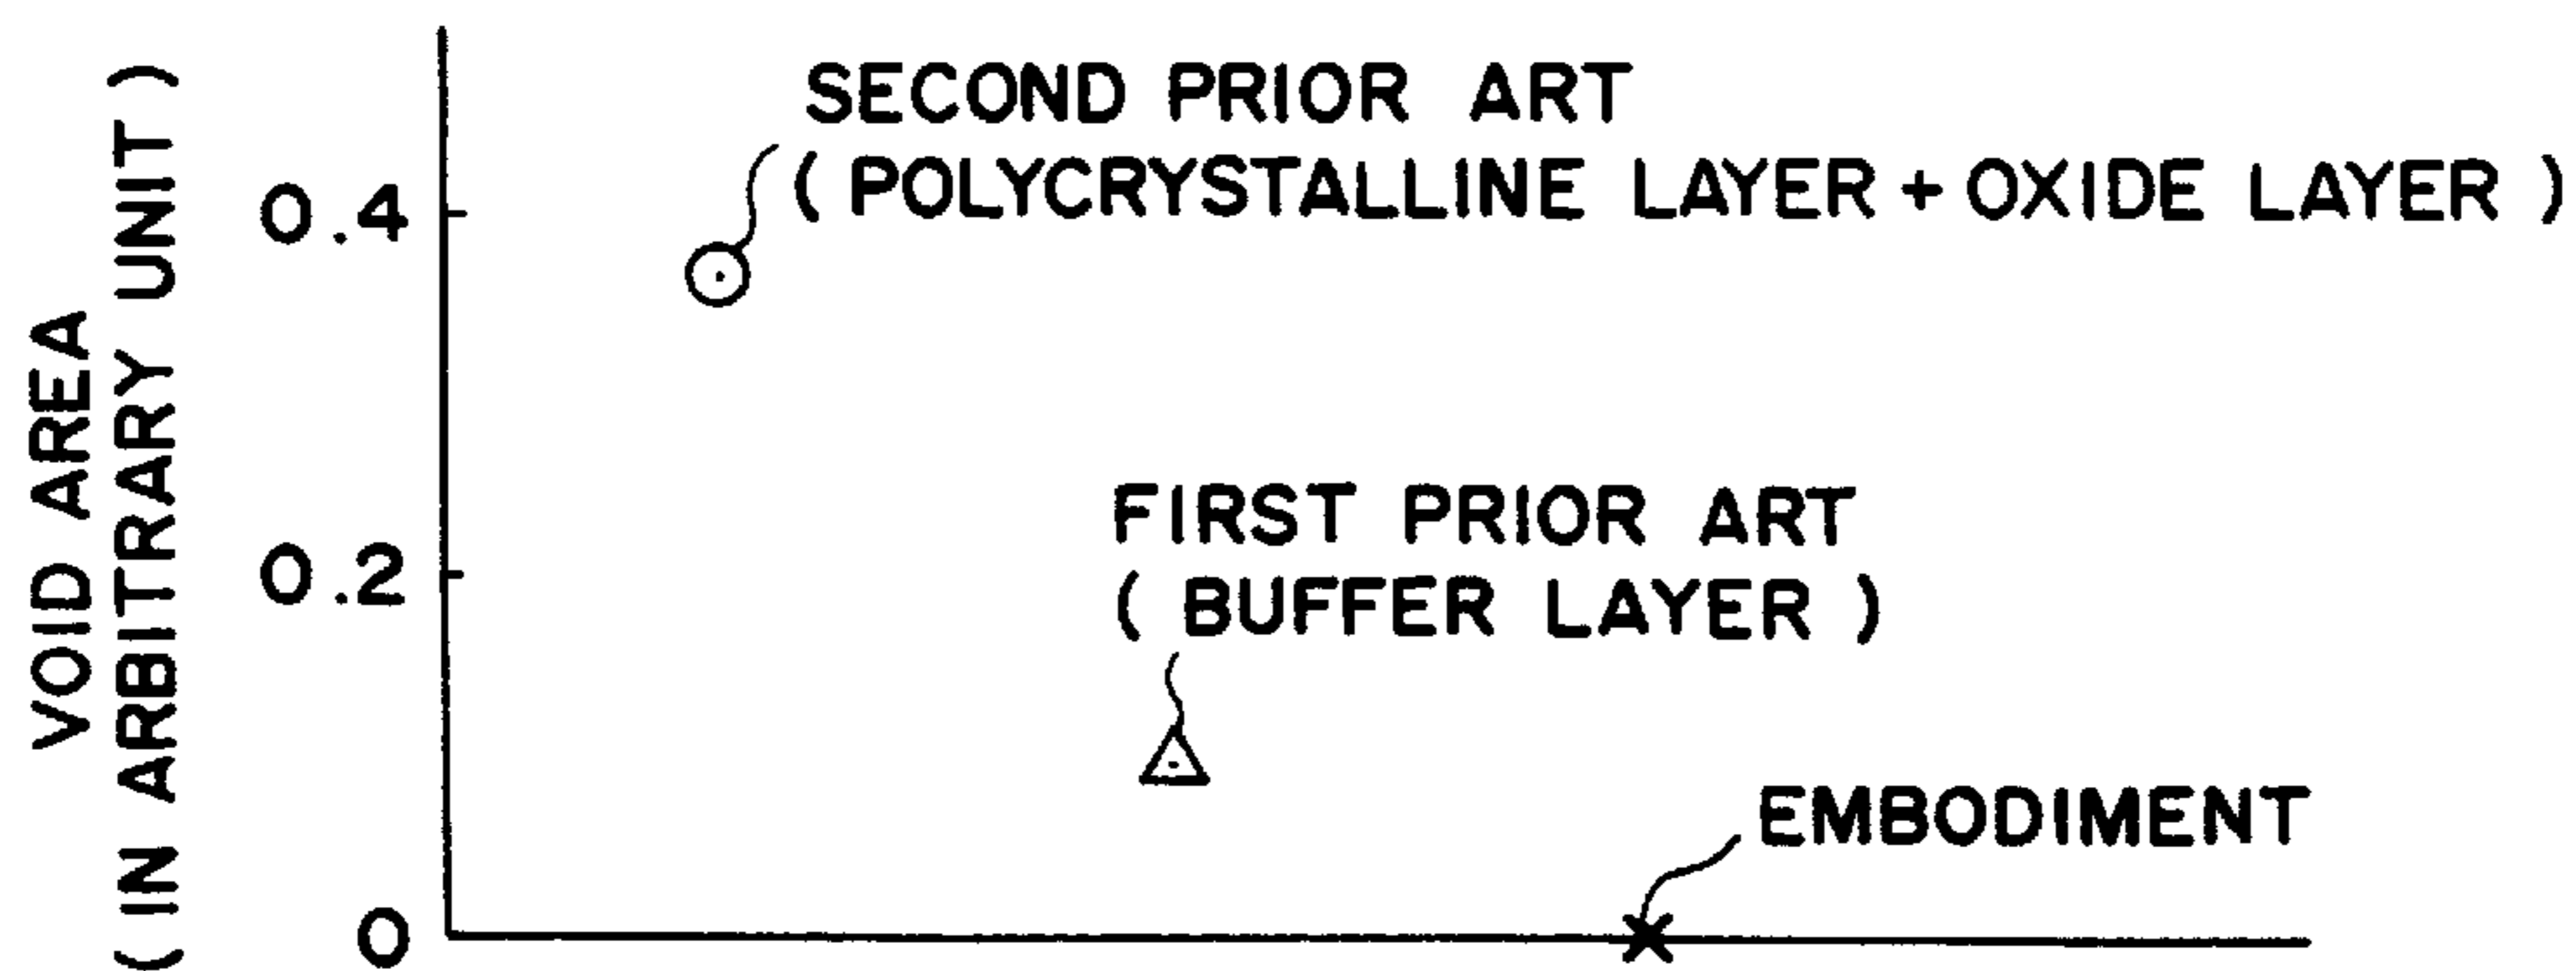 VOID AREA
( IN ARBITRARY UNIT )
0.4
0.2
0
SECOND PRIOR ART
( POLYCRYSTALLINE LAYER + OXIDE LAYER )
FIRST PRIOR ART
( BUFFER LAYER )
EMBODIMENT